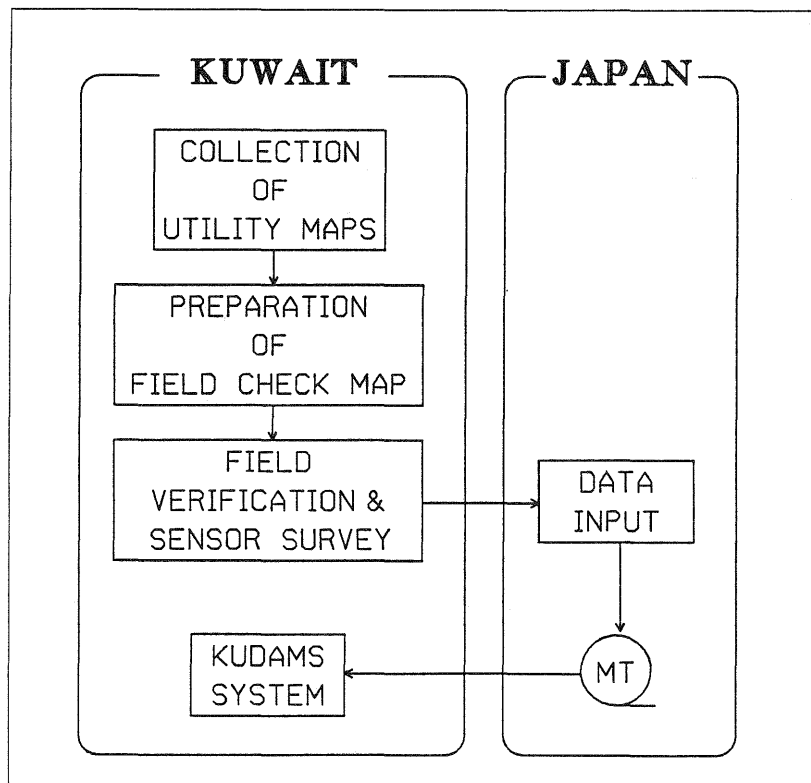 KUWAIT
COLLECTION
OF
UTILITY MAPS
PREPARATION
OF
FIELD CHECK MAP
FIELD
VERIFICATION &
SENSOR SURVEY
KUDAMS
SYSTEM
JAPAN
DATA
INPUT
MT